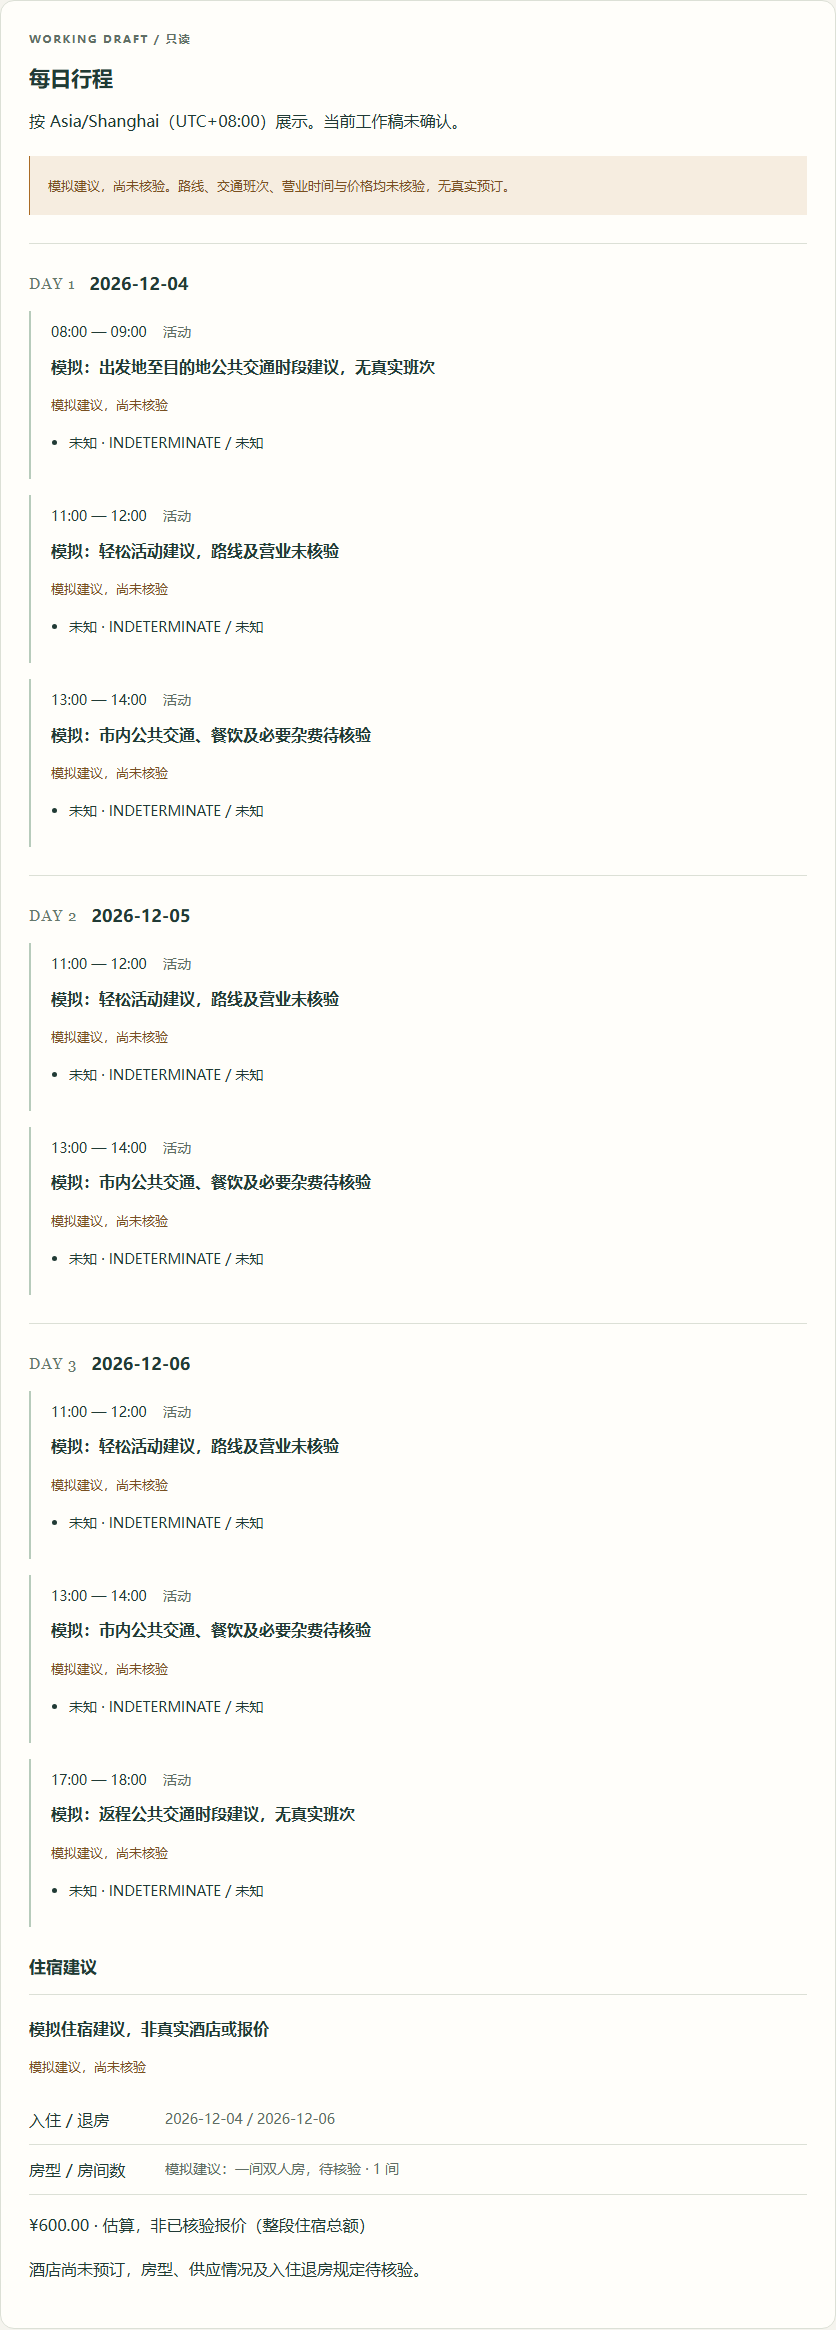 WORKING DRAFT / 只读
每日行程
按 Asia/Shanghai（UTC+08:00）展示。当前工作稿未确认。
模拟建议，尚未核验。路线、交通班次、营业时间与价格均未核验，无真实预订。
DAY 1 2026-12-04
08:00 — 09:00 活动
模拟：出发地至目的地公共交通时段建议，无真实班次
模拟建议，尚未核验
• 未知 · INDETERMINATE / 未知
11:00 — 12:00 活动
模拟：轻松活动建议，路线及营业未核验
模拟建议，尚未核验
• 未知 · INDETERMINATE / 未知
13:00 — 14:00 活动
模拟：市内公共交通、餐饮及必要杂费待核验
模拟建议，尚未核验
• 未知 · INDETERMINATE / 未知
DAY 2 2026-12-05
11:00 — 12:00 活动
模拟：轻松活动建议，路线及营业未核验
模拟建议，尚未核验
• 未知 · INDETERMINATE / 未知
13:00 — 14:00 活动
模拟：市内公共交通、餐饮及必要杂费待核验
模拟建议，尚未核验
• 未知 · INDETERMINATE / 未知
DAY 3 2026-12-06
11:00 — 12:00 活动
模拟：轻松活动建议，路线及营业未核验
模拟建议，尚未核验
• 未知 · INDETERMINATE / 未知
13:00 — 14:00 活动
模拟：市内公共交通、餐饮及必要杂费待核验
模拟建议，尚未核验
• 未知 · INDETERMINATE / 未知
17:00 — 18:00 活动
模拟：返程公共交通时段建议，无真实班次
模拟建议，尚未核验
• 未知 · INDETERMINATE / 未知
住宿建议
模拟住宿建议，非真实酒店或报价
模拟建议，尚未核验
入住 / 退房 2026-12-04 / 2026-12-06
房型 / 房间数 模拟建议：一间双人房，待核验 · 1 间
¥600.00 · 估算，非已核验报价（整段住宿总额）
酒店尚未预订，房型、供应情况及入住退房规定待核验。